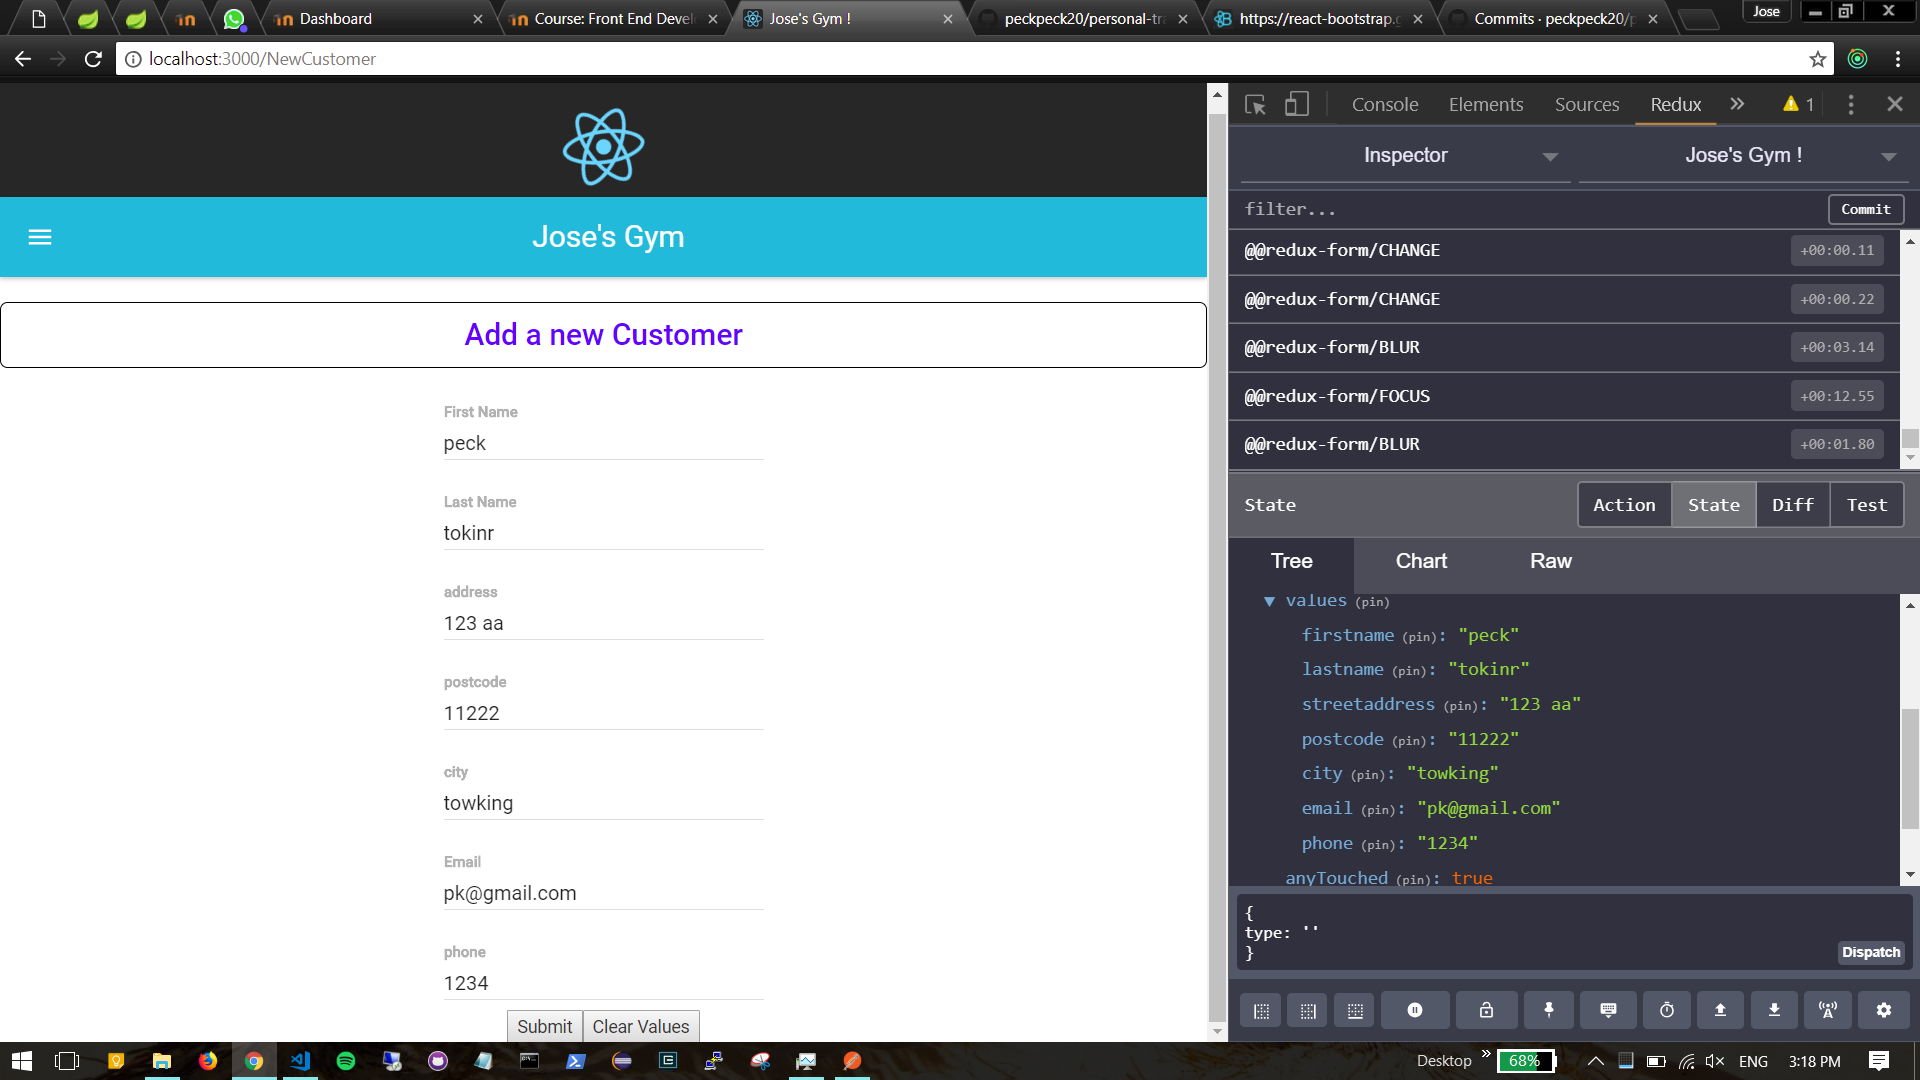 Dashboard
Course: Front End Devel
Jose's Gym !
peckpeck20/personal-tra
https://react-bootstrap.g
Commits · peckpeck20/p
Jose
localhost:3000/NewCustomer
Jose's Gym
Add a new Customer
First Name
peck
Last Name
tokinr
address
123 aa
postcode
11222
city
towking
Email
pk@gmail.com
phone
1234
Submit
Clear Values
Console
Elements
Sources
Redux
1
Inspector
Jose's Gym !
filter...
Commit
@@redux-form/CHANGE +00:00.11
@@redux-form/CHANGE +00:00.22
@@redux-form/BLUR +00:03.14
@@redux-form/FOCUS +00:12.55
@@redux-form/BLUR +00:01.80
State
Action
State
Diff
Test
Tree
Chart
Raw
values (pin)
firstname (pin): "peck"
lastname (pin): "tokinr"
streetaddress (pin): "123 aa"
postcode (pin): "11222"
city (pin): "towking"
email (pin): "pk@gmail.com"
phone (pin): "1234"
anyTouched (pin): true
{
type: ''
}
Dispatch
Desktop
68%
ENG
3:18 PM